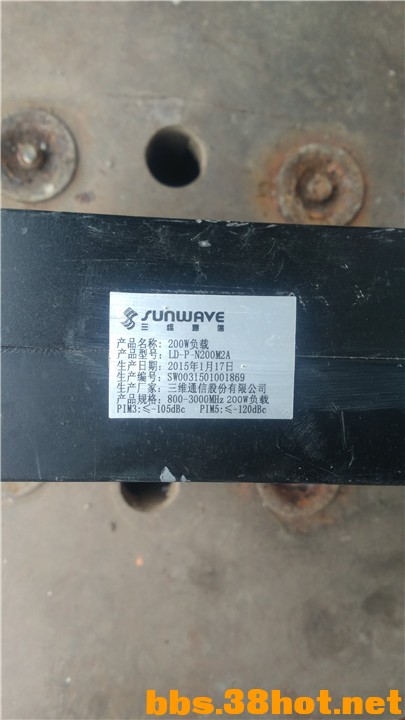 SUNWAVE
三维通信
产品名称: 200W负载
产品型号: LD-P-N200M2A
生产日期: 2015年1月17日
生产编号: SW0031501001869
生产厂家: 三维通信股份有限公司
产品规格: 800-3000MHz 200W负载
PIM3:≤-105dBc PIM5:≤-120dBc
bbs.38hot.net